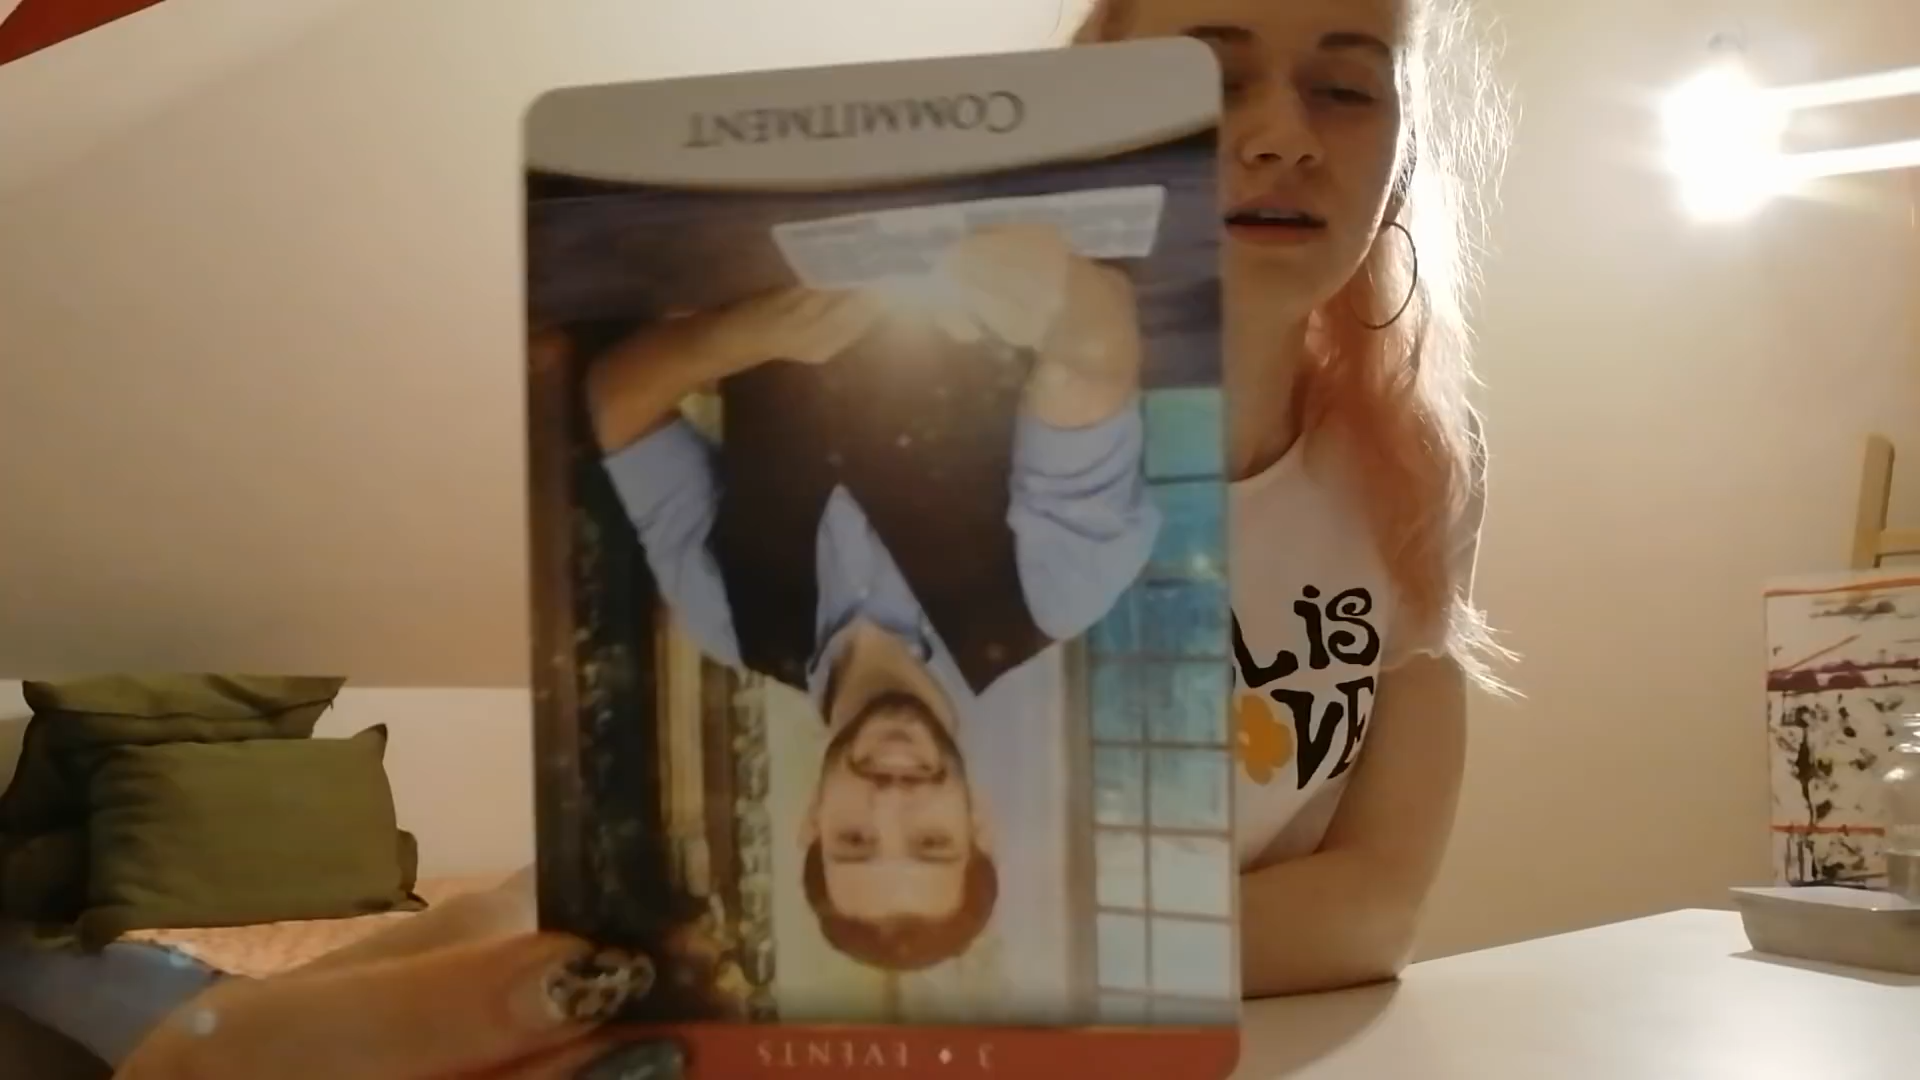 COMMITMENT
3 ♦ EVENTS
L is
VE